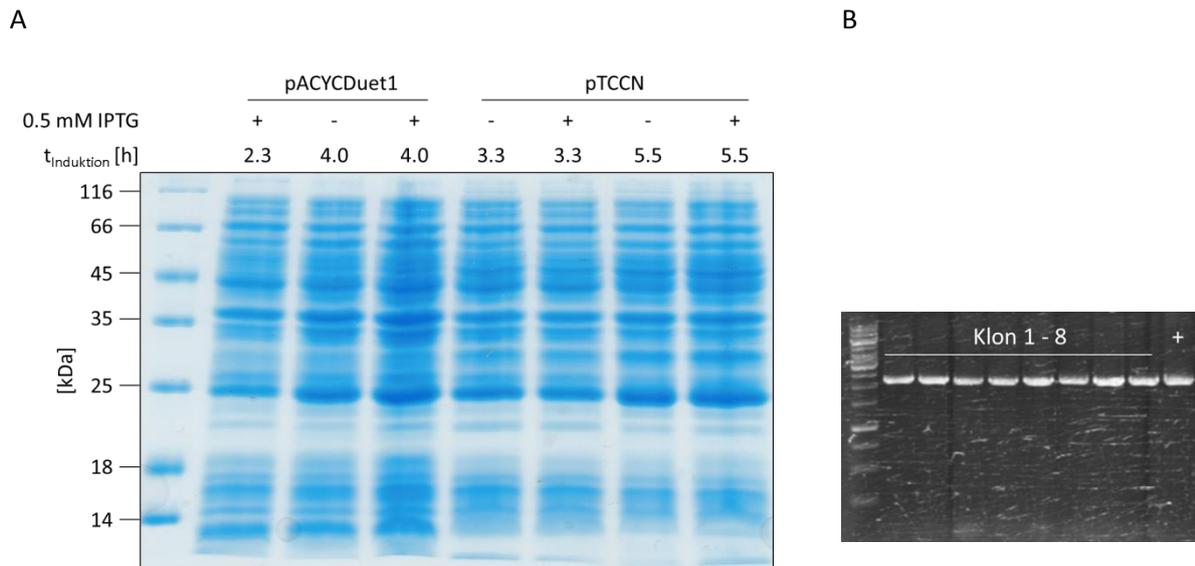 A
B
pACYCDuet1 pTCCN
0.5 mM IPTG + - + - + - +
tInduktion [h] 2.3 4.0 4.0 3.3 3.3 5.5 5.5
116
66
45
35
25
18
14
[kDa]
Klon 1 - 8 +